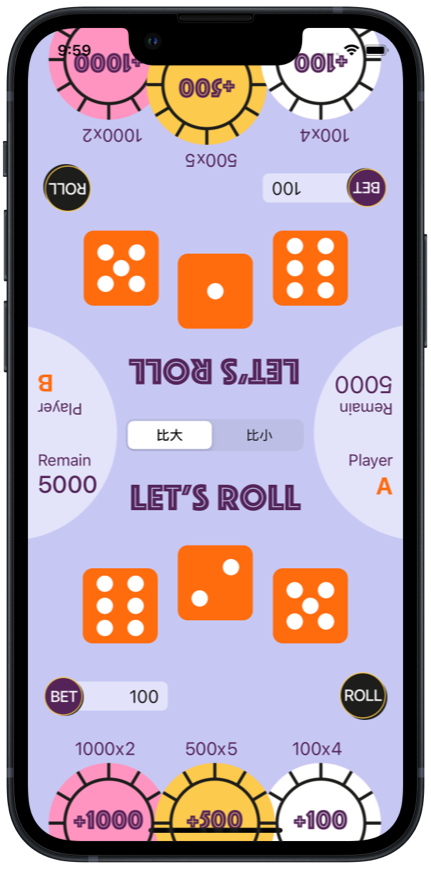 9:59
+1000
+500
+100
1000x2
500x5
100x4
ROLL
100
BET
LET'S ROLL
B
Player
5000
Remain
比大
比小
Remain
5000
Player
A
LET'S ROLL
BET
100
ROLL
1000x2
500x5
100x4
+1000
+500
+100